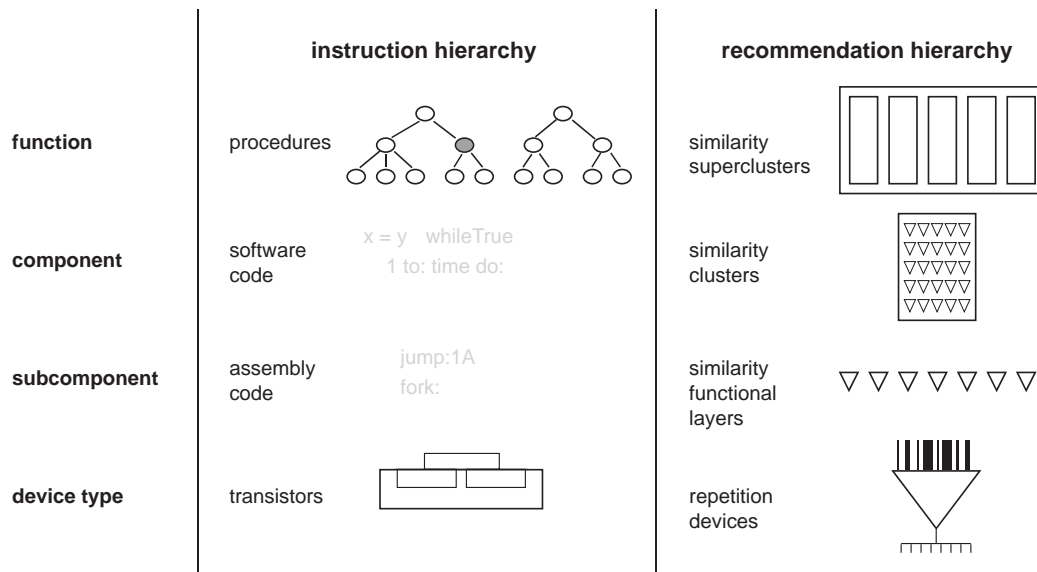 instruction hierarchy
recommendation hierarchy
function
procedures
similarity
superclusters
component
software
code
x = y whileTrue
1 to: time do:
similarity
clusters
subcomponent
assembly
code
jump:1A
fork:
similarity
functional
layers
device type
transistors
repetition
devices